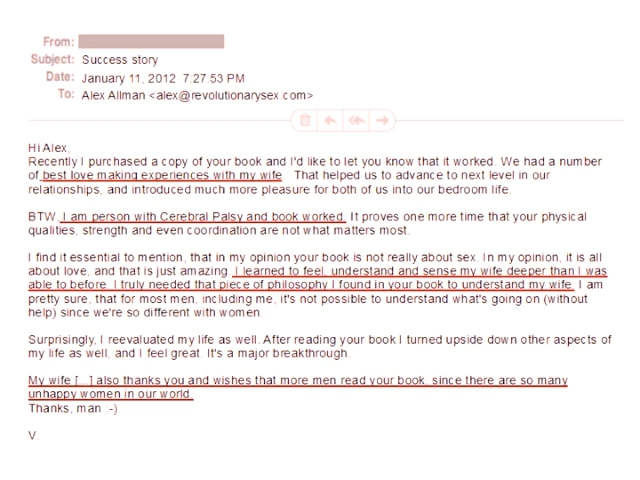 From:
Subject: Success story
Date: January 11, 2012 7:27:53 PM
To: Alex Allman <alex@revolutionarysex.com>
Hi Alex,
Recently I purchased a copy of your book and I'd like to let you know that it worked. We had a number
of best love making experiences with my wife. That helped us to advance to next level in our
relationships, and introduced much more pleasure for both of us into our bedroom life.
BTW, I am person with Cerebral Palsy and book worked. It proves one more time that your physical
qualities, strength and even coordination are not what matters most.
I find it essential to mention, that in my opinion your book is not really about sex. In my opinion, it is all
about love, and that is just amazing. I learned to feel, understand and sense my wife deeper than I was
able to before. I truly needed that piece of philosophy I found in your book to understand my wife. I am
pretty sure, that for most men, including me, it's not possible to understand what's going on (without
help) since we're so different with women.
Surprisingly, I reevaluated my life as well. After reading your book I turned upside down other aspects of
my life as well, and I feel great. It's a major breakthrough.
My wife [...] also thanks you and wishes that more men read your book, since there are so many
unhappy women in our world.
Thanks, man :-)
V.